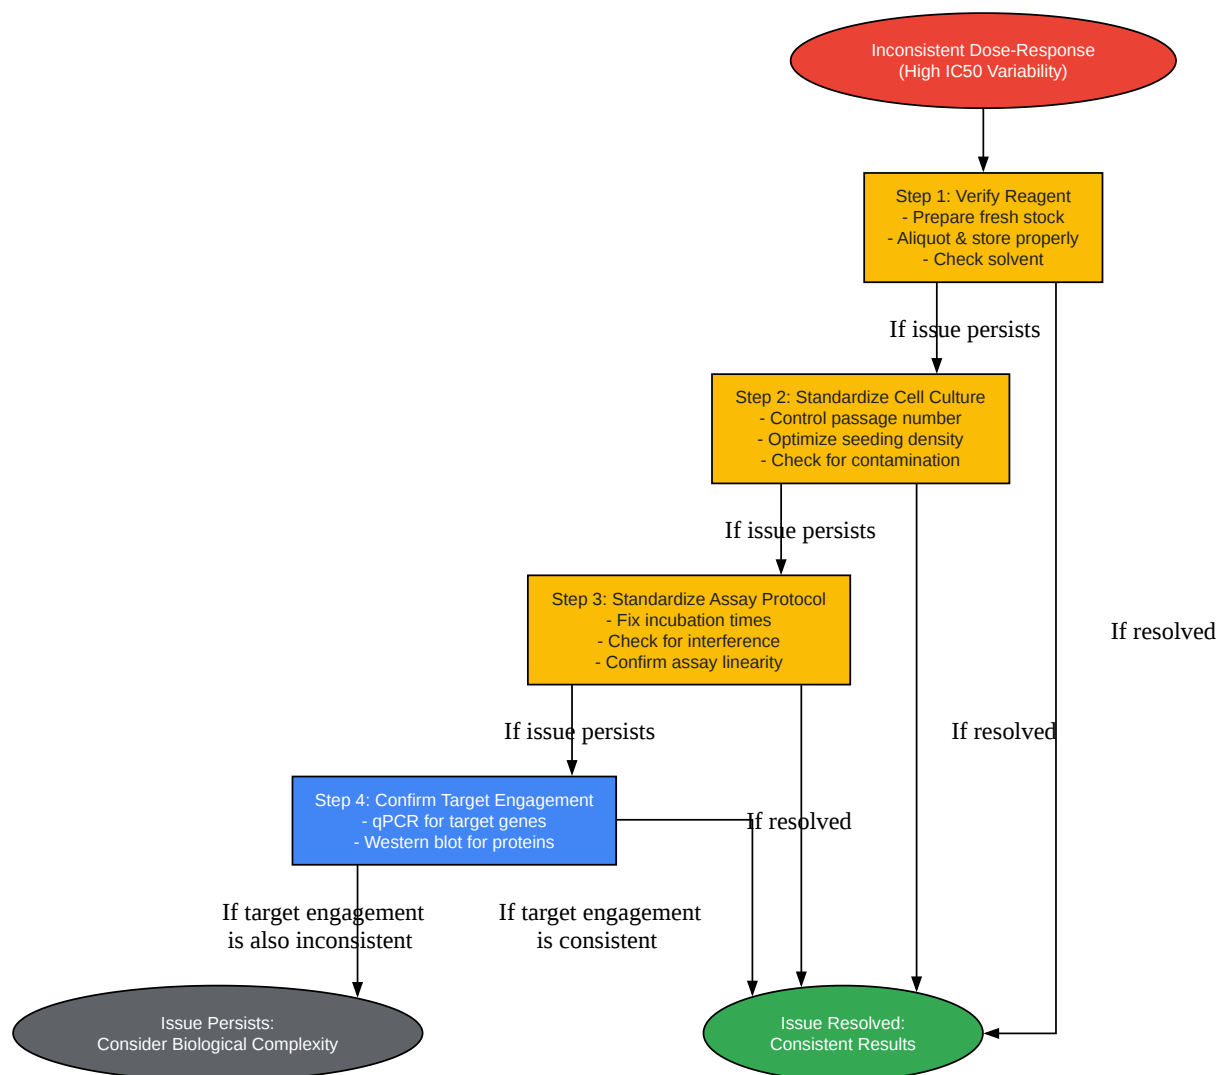 Inconsistent Dose-Response
(High IC50 Variability)
Step 1: Verify Reagent
- Prepare fresh stock
- Aliquot & store properly
- Check solvent
If issue persists
Step 2: Standardize Cell Culture
- Control passage number
- Optimize seeding density
- Check for contamination
If issue persists
Step 3: Standardize Assay Protocol
- Fix incubation times
- Check for interference
- Confirm assay linearity
If resolved
If issue persists
If resolved
Step 4: Confirm Target Engagement
- qPCR for target genes
- Western blot for proteins
If resolved
If target engagement
is also inconsistent
If target engagement
is consistent
Issue Persists:
Consider Biological Complexity
Issue Resolved:
Consistent Results